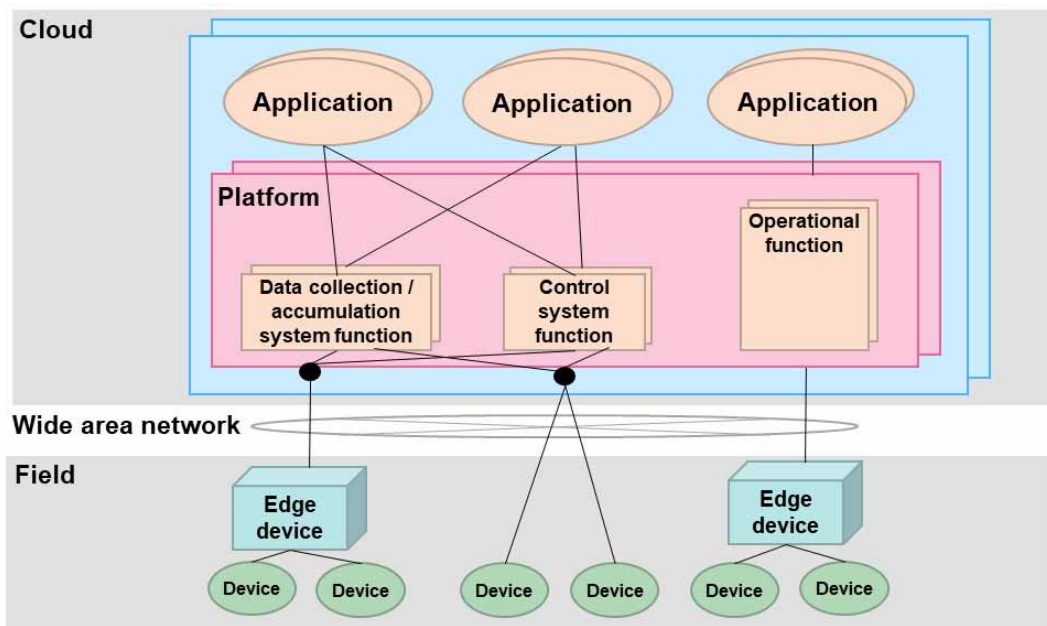 Cloud
Application
Application
Application
Platform
Operational
function
Data collection /
accumulation
system function
Control
system
function
Wide area network
Field
Edge
device
Edge
device
Device
Device
Device
Device
Device
Device